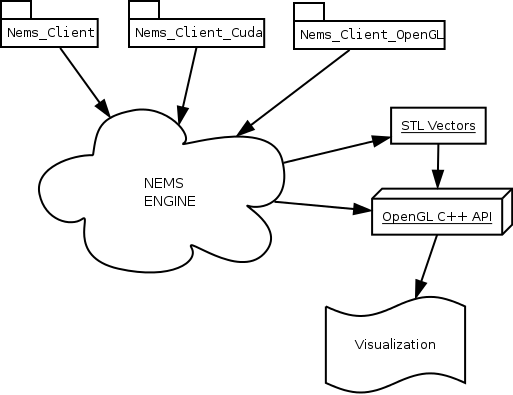 Nems_Client
Nems_Client_Cuda
Nems_Client_OpenGL
STL Vectors
NEMS
ENGINE
OpenGL C++ API
Visualization